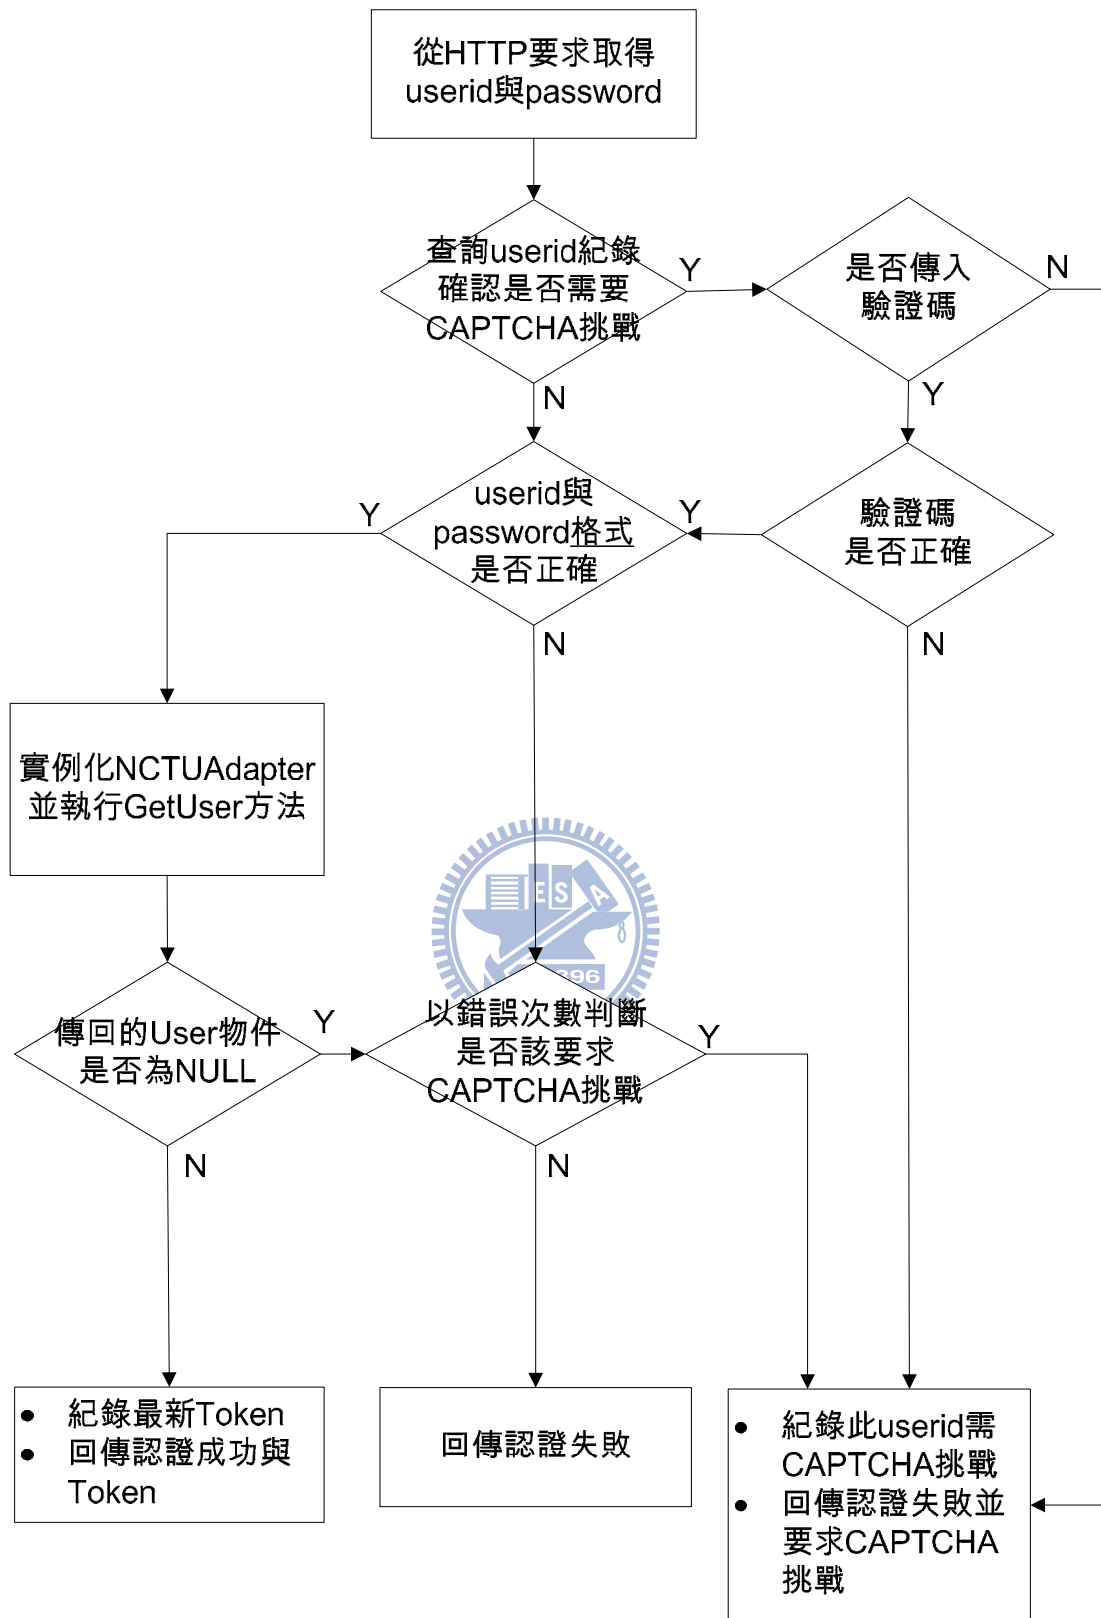 從HTTP要求取得
userid與password
查詢userid紀錄
確認是否需要
CAPTCHA挑戰
Y
是否傳入
驗證碼
N
N
Y
userid與
password格式
是否正確
Y
Y
驗證碼
是否正確
N
N
實例化NCTUAdapter
並執行GetUser方法
E S A
896
傳回的User物件
是否為NULL
Y
以錯誤次數判斷
是否該要求
CAPTCHA挑戰
Y
N
N
• 紀錄最新Token
• 回傳認證成功與
Token
回傳認證失敗
• 紀錄此userid需
CAPTCHA挑戰
• 回傳認證失敗並
要求CAPTCHA
挑戰